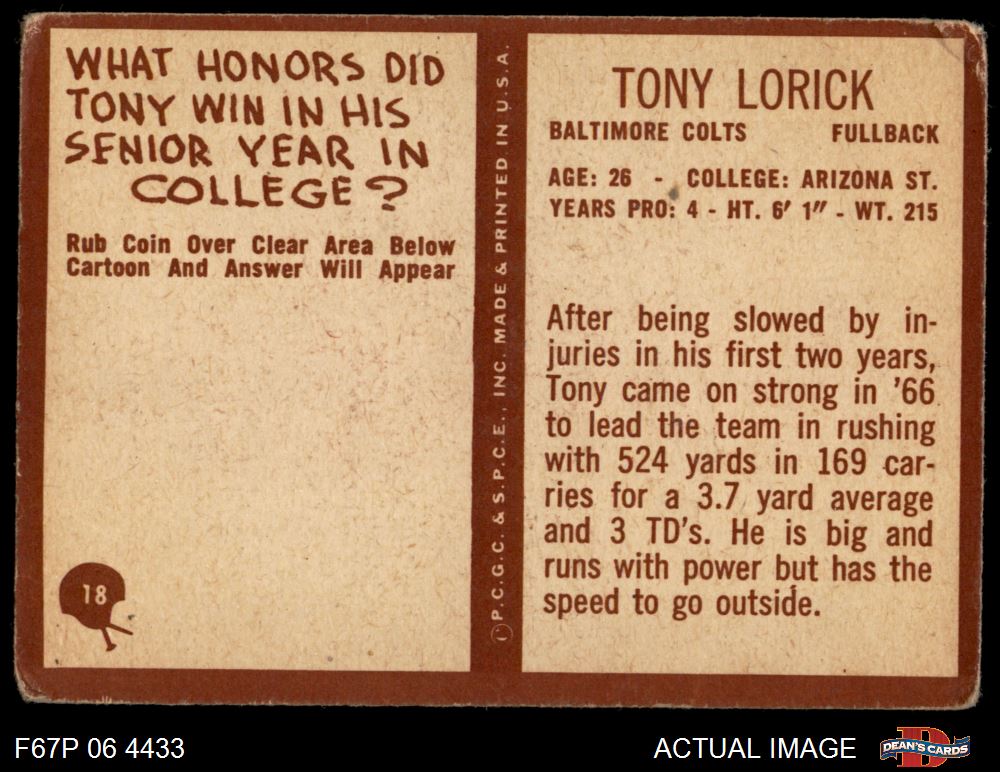 WHAT HONORS DID
TONY WIN IN HIS
SENIOR YEAR IN
COLLEGE?
Rub Coin Over Clear Area Below
Cartoon And Answer Will Appear
18
©P.C.G.C. & S.P.C.E., INC. MADE & PRINTED IN U.S.A.
TONY LORICK
BALTIMORE COLTS FULLBACK
AGE: 26 - COLLEGE: ARIZONA ST.
YEARS PRO: 4 - HT. 6' 1" - WT. 215
After being slowed by in-
juries in his first two years,
Tony came on strong in '66
to lead the team in rushing
with 524 yards in 169 car-
ries for a 3.7 yard average
and 3 TD's. He is big and
runs with power but has the
speed to go outside.
F67P 06 4433
ACTUAL IMAGE
D
DEAN'S CARDS